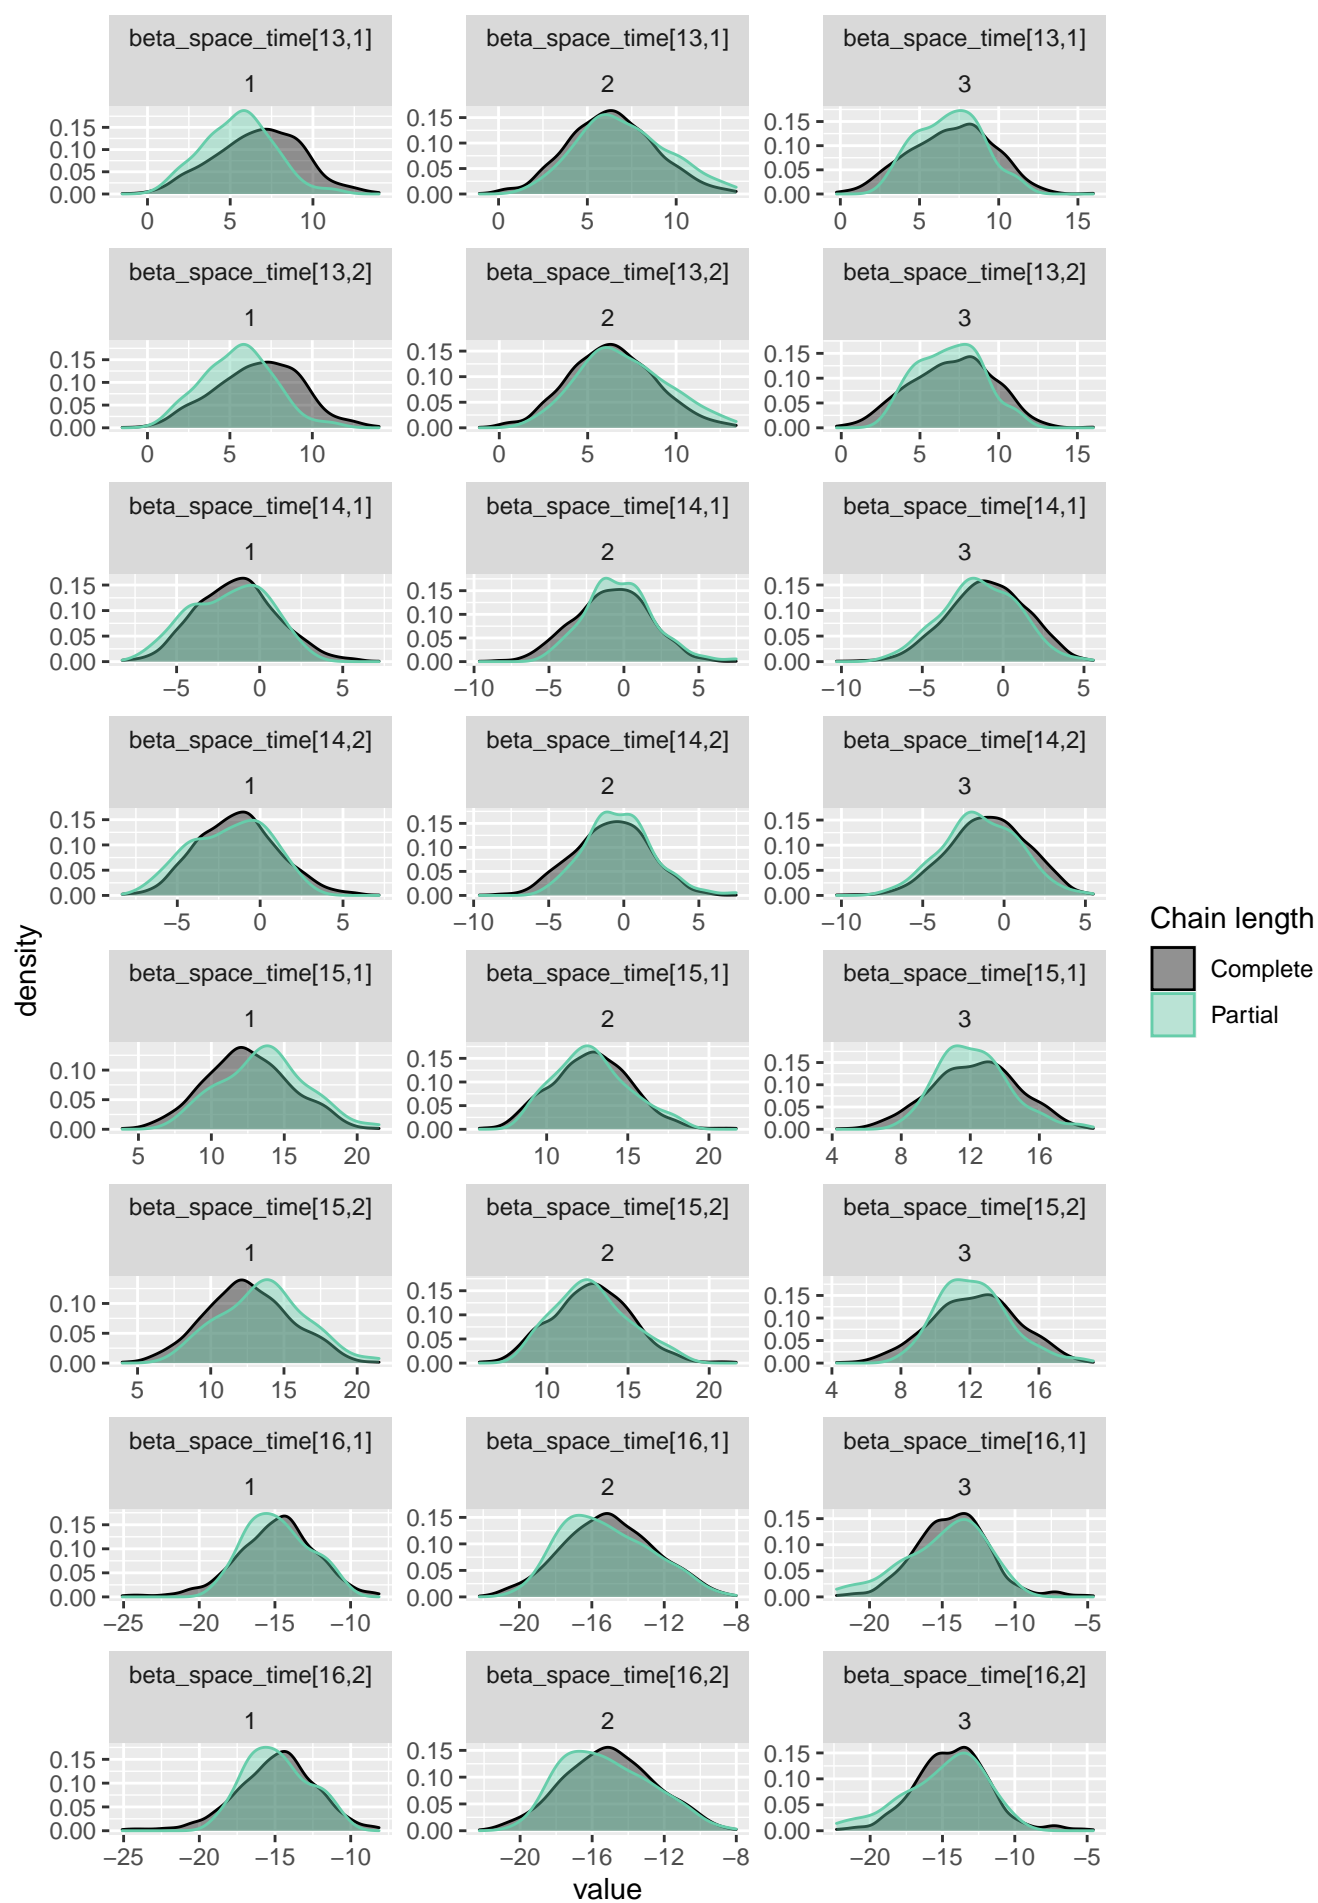 beta_space_time[13,1] beta_space_time[13,1] beta_space_time[13,1]
1 2 3
0.15 0.15 0.15
0.10 0.10 0.10
0.05 0.05 0.05
0.00 0.00 0.00
0 5 10 0 5 10 0 5 10 15
beta_space_time[13,2] beta_space_time[13,2] beta_space_time[13,2]
1 2 3
0.15 0.15 0.15
0.10 0.10 0.10
0.05 0.05 0.05
0.00 0.00 0.00
0 5 10 0 5 10 0 5 10 15
beta_space_time[14,1] beta_space_time[14,1] beta_space_time[14,1]
1 2 3
0.15 0.15 0.15
0.10 0.10 0.10
0.05 0.05 0.05
0.00 0.00 0.00
−5 0 5 −10 −5 0 5 −10 −5 0 5
beta_space_time[14,2] beta_space_time[14,2] beta_space_time[14,2]
1 2 3
0.15 0.15 0.15
0.10 0.10 0.10
0.05 0.05 0.05
0.00 0.00 0.00
−5 0 5 −10 −5 0 5 −10 −5 0 5
beta_space_time[15,1] beta_space_time[15,1] beta_space_time[15,1]
1 2 3
0.15 0.15
0.10 0.10 0.10
0.05 0.05 0.05
0.00 0.00 0.00
5 10 15 20 10 15 20 4 8 12 16
beta_space_time[15,2] beta_space_time[15,2] beta_space_time[15,2]
1 2 3
0.15 0.15
0.10 0.10 0.10
0.05 0.05 0.05
0.00 0.00 0.00
5 10 15 20 10 15 20 4 8 12 16
beta_space_time[16,1] beta_space_time[16,1] beta_space_time[16,1]
1 2 3
0.15 0.15 0.15
0.10 0.10 0.10
0.05 0.05 0.05
0.00 0.00 0.00
−25 −20 −15 −10 −20 −16 −12 −8 −20 −15 −10 −5
beta_space_time[16,2] beta_space_time[16,2] beta_space_time[16,2]
1 2 3
0.15 0.15 0.15
0.10 0.10 0.10
0.05 0.05 0.05
0.00 0.00 0.00
−25 −20 −15 −10 −20 −16 −12 −8 −20 −15 −10 −5
value
density
Chain length
Complete
Partial